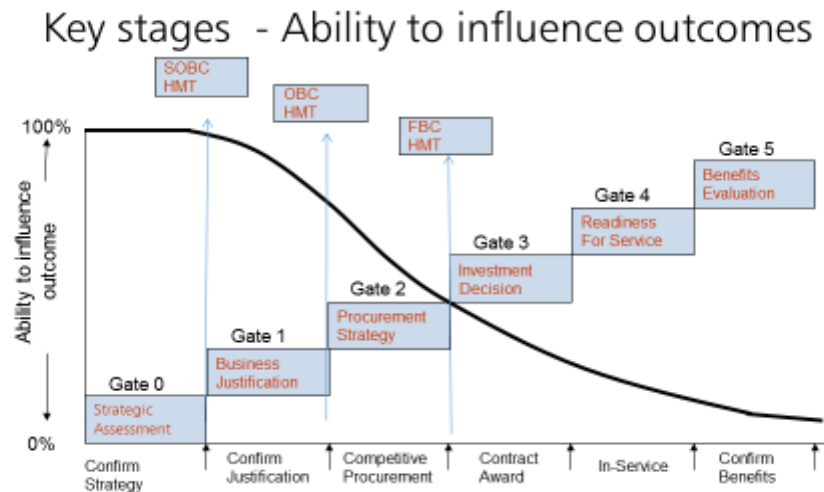 Key stages - Ability to influence outcomes
SOBC
HMT
OBC
HMT
FBC
HMT
100%
Ability to influence
outcome
0%
Gate 0
Strategic
Assessment
Gate 1
Business
Justification
Gate 2
Procurement
Strategy
Gate 3
Investment
Decision
Gate 4
Readiness
For Service
Gate 5
Benefits
Evaluation
Confirm
Strategy
Confirm
Justification
Competitive
Procurement
Contract
Award
In-Service
Confirm
Benefits